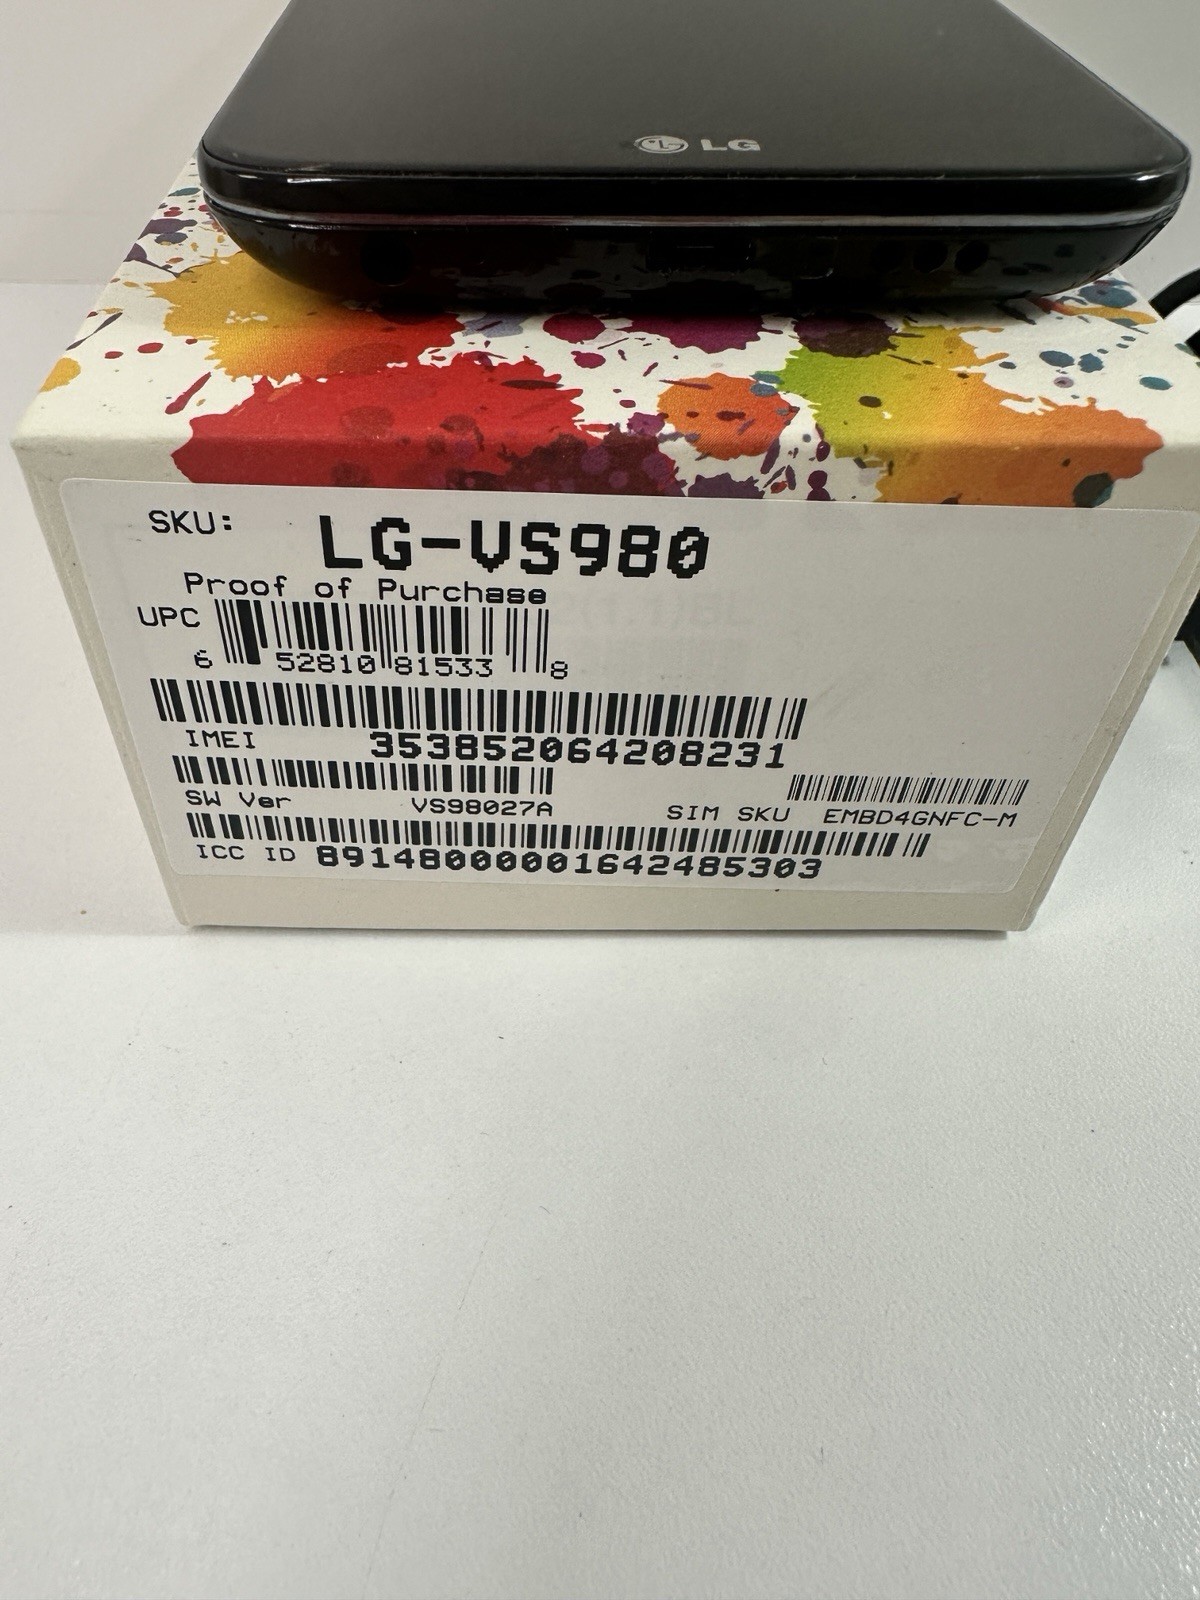 LG LG
SKU: LG-VS980
Proof of Purchase
UPC
6 52810 81533 8
IMEI 353852064208231
SW Ver VS98027A SIM SKU EMBD4GNFC-M
ICC ID 89148000001642485303